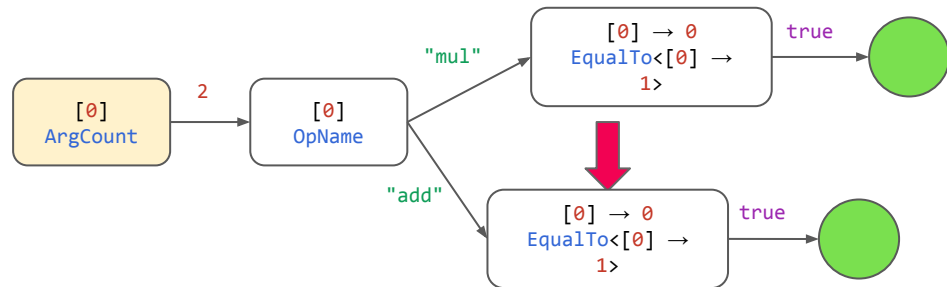 [0] → 0
"mul"
EqualTo<[0] →
1>
true
2
[0]
ArgCount
[0]
OpName
"add"
[0] → 0
EqualTo<[0] →
1>
true